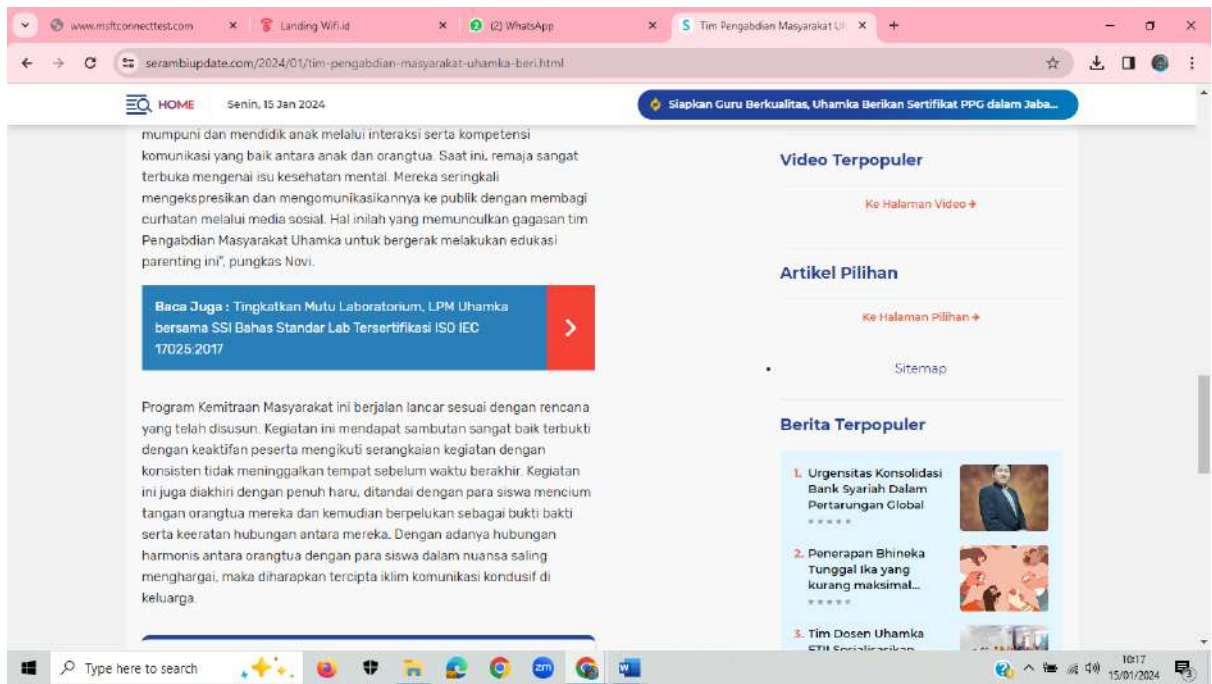 www.msftconnecttest.com
Landing Wifi.id
(2) WhatsApp
Tim Pengabdian Masyarakat U
serambiupdate.com/2024/01/tim-pengabdian-masyarakat-uhamka-beri.html
HOME
Senin, 15 Jan 2024
Siapkan Guru Berkualitas, Uhamka Berikan Sertifikat PPG dalam Jaba...
mumpuni dan mendidik anak melalui interaksi serta kompetensi
komunikasi yang baik antara anak dan orangtua. Saat ini, remaja sangat
terbuka mengenai isu kesehatan mental. Mereka seringkali
mengekspresikan dan mengomunikasikannya ke publik dengan membagi
curhatan melalui media sosial. Hal inilah yang memunculkan gagasan tim
Pengabdian Masyarakat Uhamka untuk bergerak melakukan edukasi
parenting ini”, pungkas Novi.
Baca Juga : Tingkatkan Mutu Laboratorium, LPM Uhamka
bersama SSI Bahas Standar Lab Tersertifikasi ISO IEC
17025:2017
Program Kemitraan Masyarakat ini berjalan lancar sesuai dengan rencana
yang telah disusun. Kegiatan ini mendapat sambutan sangat baik terbukti
dengan keaktifan peserta mengikuti serangkaian kegiatan dengan
konsisten tidak meninggalkan tempat sebelum waktu berakhir. Kegiatan
ini juga diakhiri dengan penuh haru, ditandai dengan para siswa mencium
tangan orangtua mereka dan kemudian berpelukan sebagai bukti bakti
serta keeratan hubungan antara mereka. Dengan adanya hubungan
harmonis antara orangtua dengan para siswa dalam nuansa saling
menghargai, maka diharapkan tercipta iklim komunikasi kondusif di
keluarga.
Video Terpopuler
Ke Halaman Video
Artikel Pilihan
Ke Halaman Pilihan
Sitemap
Berita Terpopuler
1. Urgensitas Konsolidasi
Bank Syariah Dalam
Pertarungan Global
2. Penerapan Bhineka
Tunggal Ika yang
kurang maksimal...
3. Tim Dosen Uhamka
Type here to search
zm
10:17
15/01/2024